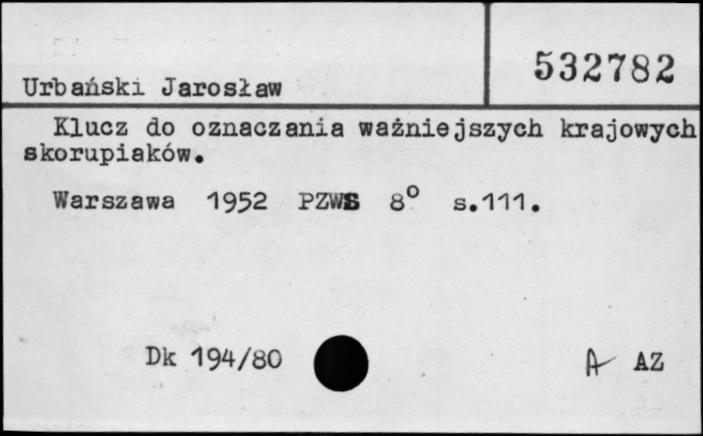 532782
Urbański Jarosław
Klucz do oznaczania ważniejszych krajowych
skorupiaków.
Warszawa 1952 PZWS 8° s.111.
Dk 194/80 A AZ